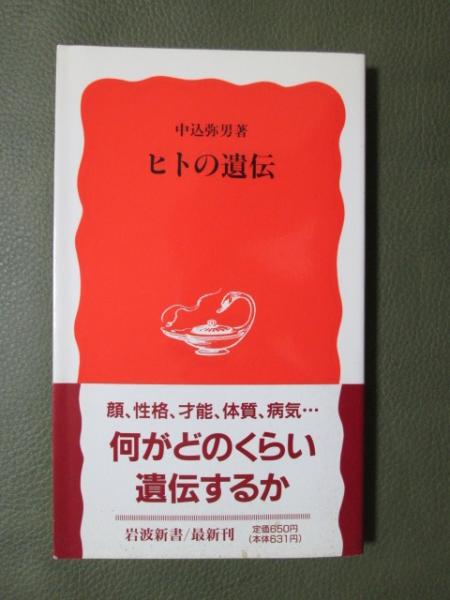 中込弥男著
ヒトの遺伝
顔、性格、才能、体質、病気…
何がどのくらい
遺伝するか
岩波新書/最新刊
定価650円
(本体631円)